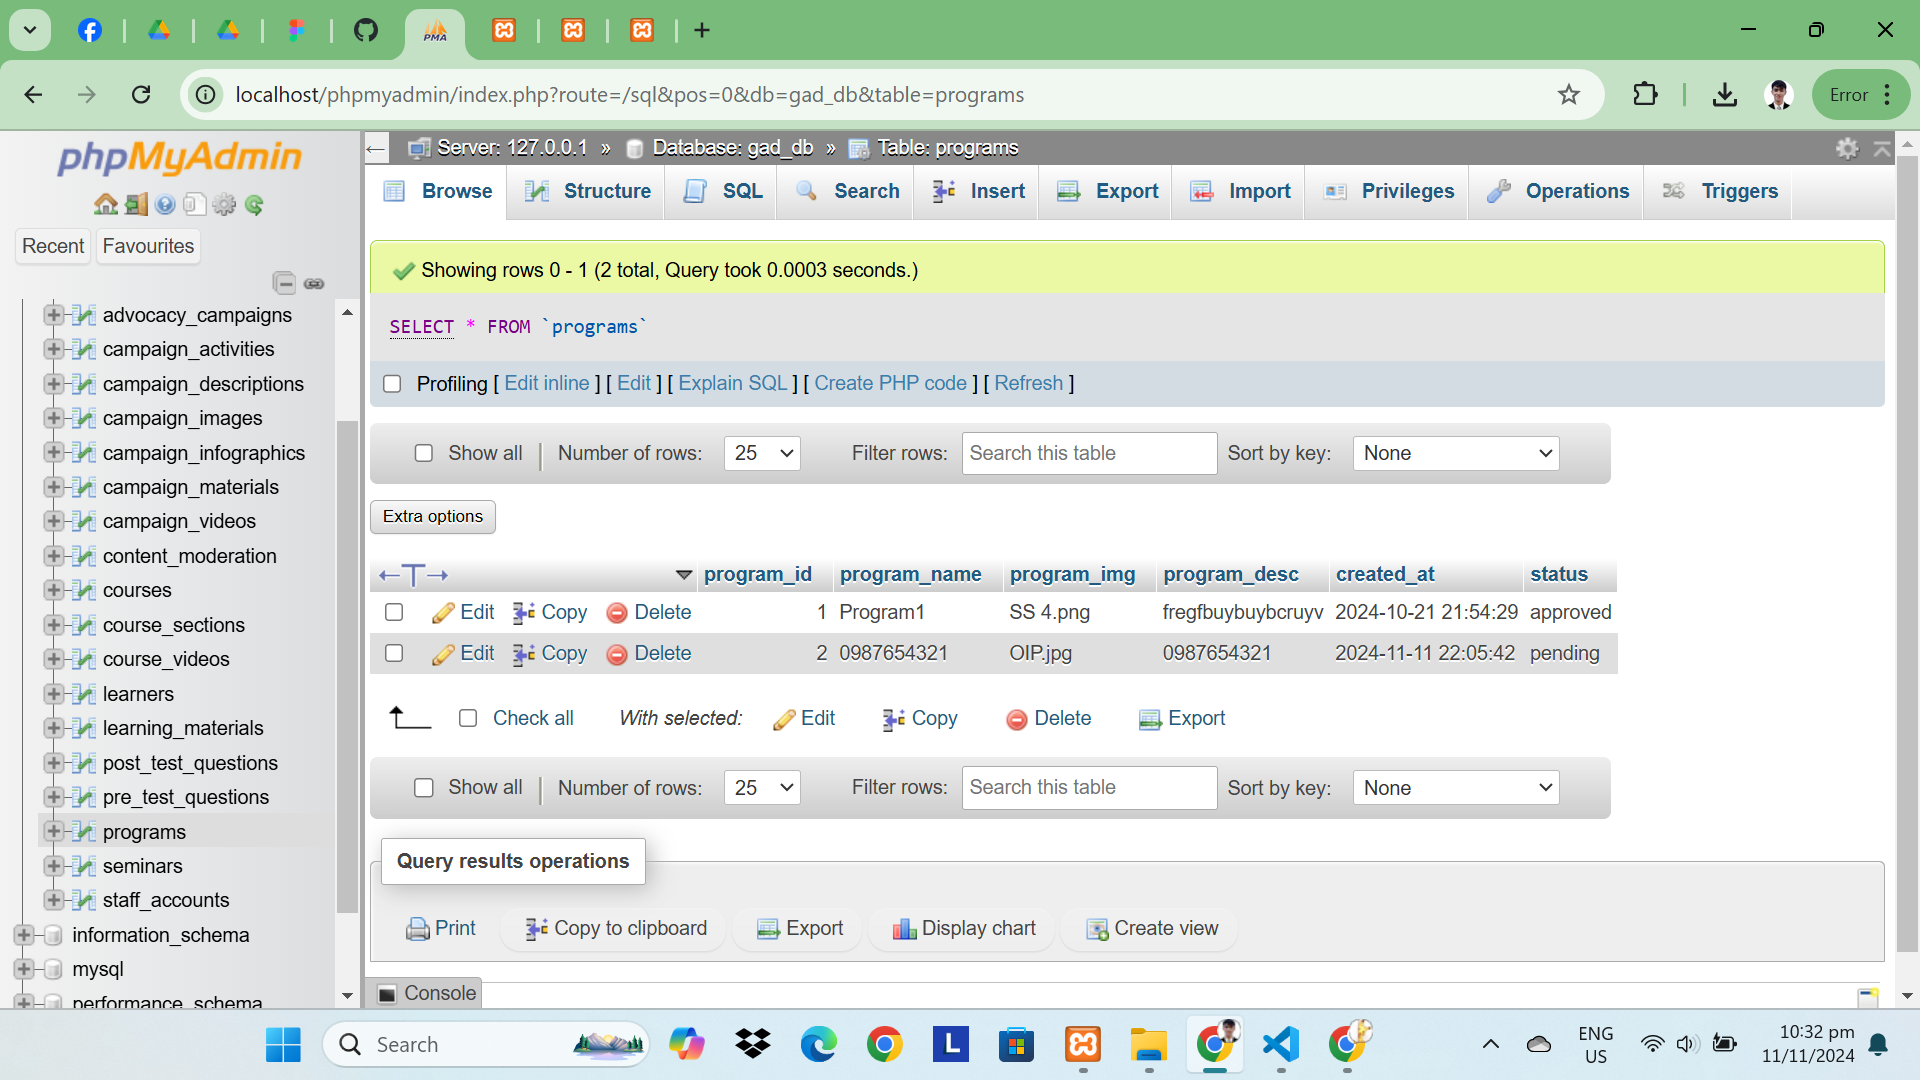 PMA
localhost/phpmyadmin/index.php?route=/sql&pos=0&db=gad_db&table=programs
Error
phpMyAdmin
Recent
Favourites
advocacy_campaigns
campaign_activities
campaign_descriptions
campaign_images
campaign_infographics
campaign_materials
campaign_videos
content_moderation
courses
course_sections
course_videos
learners
learning_materials
post_test_questions
pre_test_questions
programs
seminars
staff_accounts
information_schema
mysql
performance_schema
Server: 127.0.0.1 » Database: gad_db » Table: programs
Browse Structure SQL Search Insert Export Import Privileges Operations Triggers
Showing rows 0 - 1 (2 total, Query took 0.0003 seconds.)
SELECT * FROM `programs`
Profiling [ Edit inline ] [ Edit ] [ Explain SQL ] [ Create PHP code ] [ Refresh ]
Show all | Number of rows: 25 Filter rows: Search this table Sort by key: None
Extra options
←T→ program_id program_name program_img program_desc created_at status
Edit Copy Delete 1 Program1 SS 4.png fregfbuybuybcruyv 2024-10-21 21:54:29 approved
Edit Copy Delete 2 0987654321 OIP.jpg 0987654321 2024-11-11 22:05:42 pending
Check all With selected: Edit Copy Delete Export
Show all | Number of rows: 25 Filter rows: Search this table Sort by key: None
Query results operations
Print Copy to clipboard Export Display chart Create view
Console
Search
L
ENG
US
10:32 pm
11/11/2024